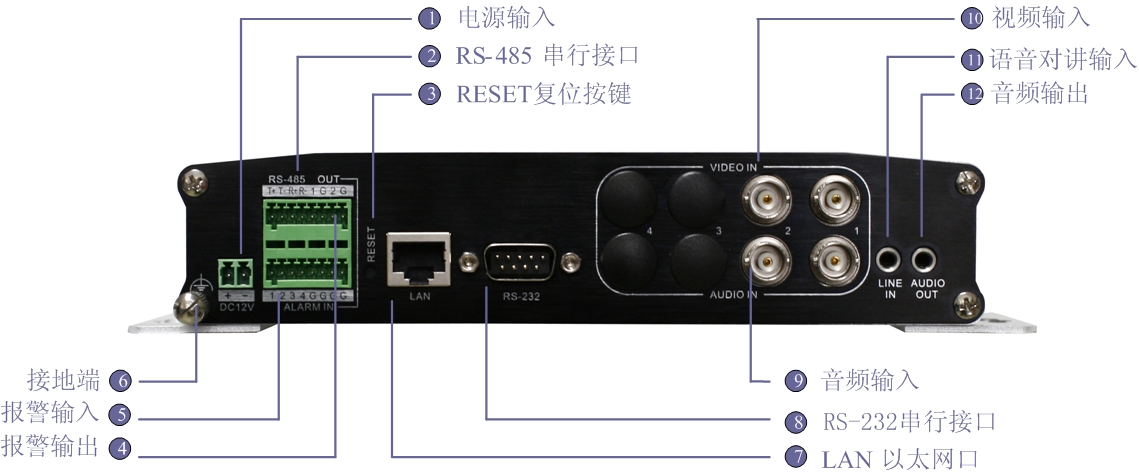 1 电源输入
2 RS-485 串行接口
3 RESET复位按键
10 视频输入
11 语音对讲输入
12 音频输出
RS-485 OUT
T+ T- R+ R- 1 G 2 G
VIDEO IN
RESET
4 3 2 1
+ -
DC12V
1 2 3 4 G G G G
ALARM IN
LAN
RS-232
AUDIO IN
LINE IN
AUDIO OUT
接地端 6
报警输入 5
报警输出 4
9 音频输入
8 RS-232串行接口
7 LAN 以太网口